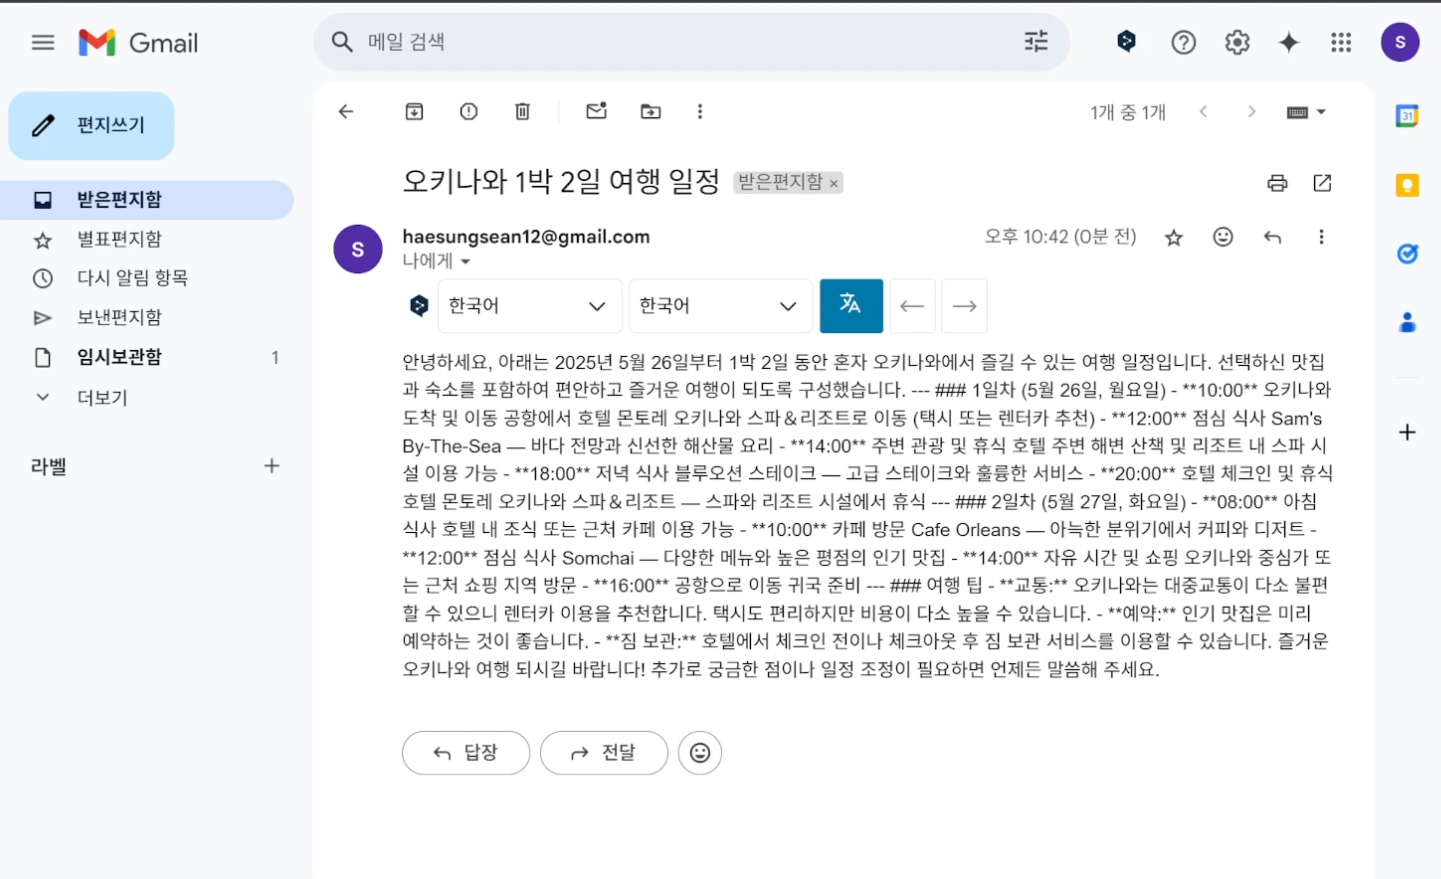 Gmail
메일 검색
S
편지쓰기
받은편지함
별표편지함
다시 알림 항목
보낸편지함
임시보관함 1
더보기
라벨
1개 중 1개
31
오키나와 1박 2일 여행 일정 받은편지함 ×
S
haesungsean12@gmail.com
오후 10:42 (0분 전)
나에게
한국어 한국어
안녕하세요, 아래는 2025년 5월 26일부터 1박 2일 동안 혼자 오키나와에서 즐길 수 있는 여행 일정입니다. 선택하신 맛집
과 숙소를 포함하여 편안하고 즐거운 여행이 되도록 구성했습니다. --- ### 1일차 (5월 26일, 월요일) - **10:00** 오키나와
도착 및 이동 공항에서 호텔 몬토레 오키나와 스파&리조트로 이동 (택시 또는 렌터카 추천) - **12:00** 점심 식사 Sam's
By-The-Sea — 바다 전망과 신선한 해산물 요리 - **14:00** 주변 관광 및 휴식 호텔 주변 해변 산책 및 리조트 내 스파 시
설 이용 가능 - **18:00** 저녁 식사 블루오션 스테이크 — 고급 스테이크와 훌륭한 서비스 - **20:00** 호텔 체크인 및 휴식
호텔 몬토레 오키나와 스파&리조트 — 스파와 리조트 시설에서 휴식 --- ### 2일차 (5월 27일, 화요일) - **08:00** 아침
식사 호텔 내 조식 또는 근처 카페 이용 가능 - **10:00** 카페 방문 Cafe Orleans — 아늑한 분위기에서 커피와 디저트 -
**12:00** 점심 식사 Somchai — 다양한 메뉴와 높은 평점의 인기 맛집 - **14:00** 자유 시간 및 쇼핑 오키나와 중심가 또
는 근처 쇼핑 지역 방문 - **16:00** 공항으로 이동 귀국 준비 --- ### 여행 팁 - **교통:** 오키나와는 대중교통이 다소 불편
할 수 있으니 렌터카 이용을 추천합니다. 택시도 편리하지만 비용이 다소 높을 수 있습니다. - **예약:** 인기 맛집은 미리
예약하는 것이 좋습니다. - **짐 보관:** 호텔에서 체크인 전이나 체크아웃 후 짐 보관 서비스를 이용할 수 있습니다. 즐거운
오키나와 여행 되시길 바랍니다! 추가로 궁금한 점이나 일정 조정이 필요하면 언제든 말씀해 주세요.
답장 전달